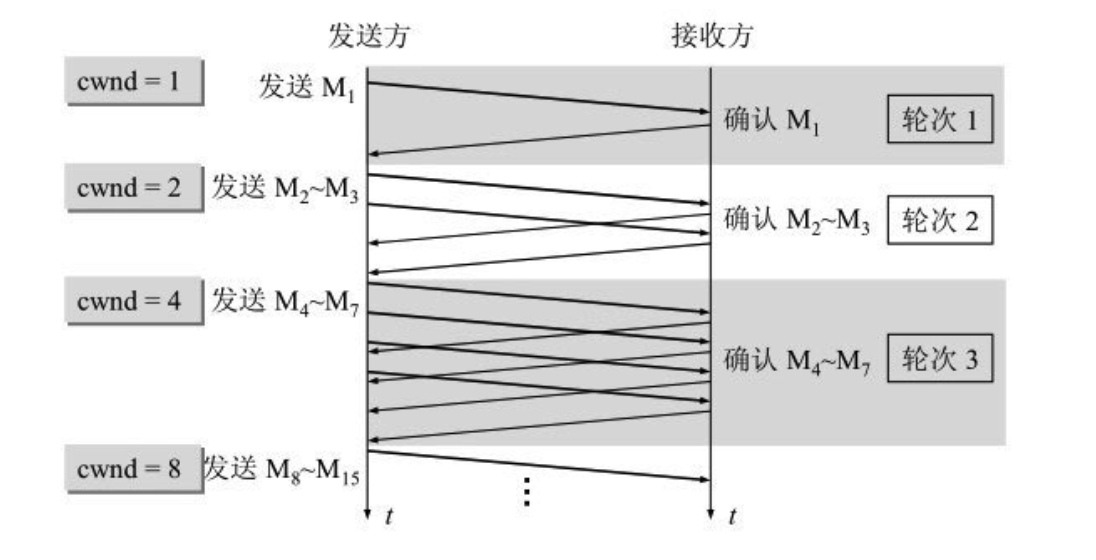 发送方 接收方
cwnd = 1 发送 M₁
确认 M₁ 轮次 1
cwnd = 2 发送 M₂~M₃
确认 M₂~M₃ 轮次 2
cwnd = 4 发送 M₄~M₇
确认 M₄~M₇ 轮次 3
cwnd = 8 发送 M₈~M₁₅
⋮
t t